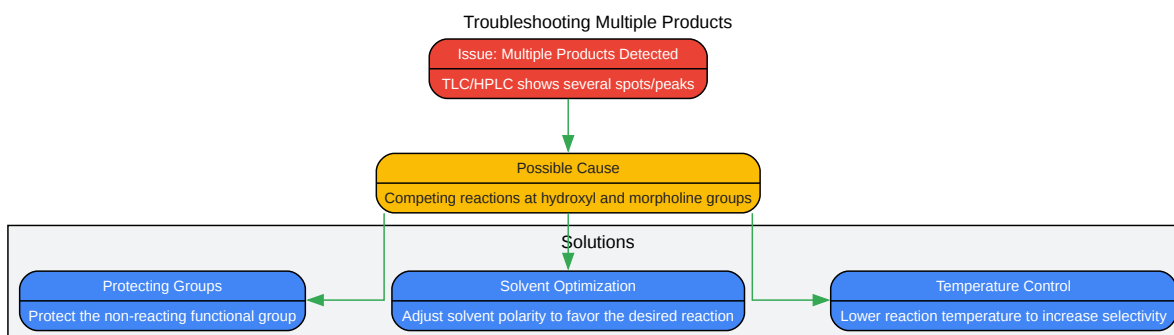 Troubleshooting Multiple Products
Issue: Multiple Products Detected
TLC/HPLC shows several spots/peaks
Possible Cause
Competing reactions at hydroxyl and morpholine groups
Solutions
Protecting Groups
Protect the non-reacting functional group
Solvent Optimization
Adjust solvent polarity to favor the desired reaction
Temperature Control
Lower reaction temperature to increase selectivity